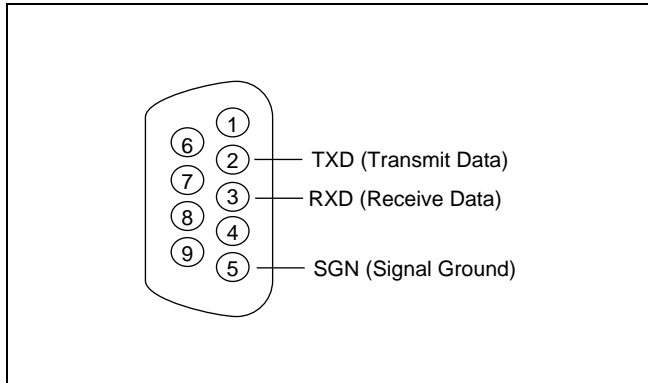 1
6
2 TXD (Transmit Data)
7
3 RXD (Receive Data)
8
4
9
5 SGN (Signal Ground)